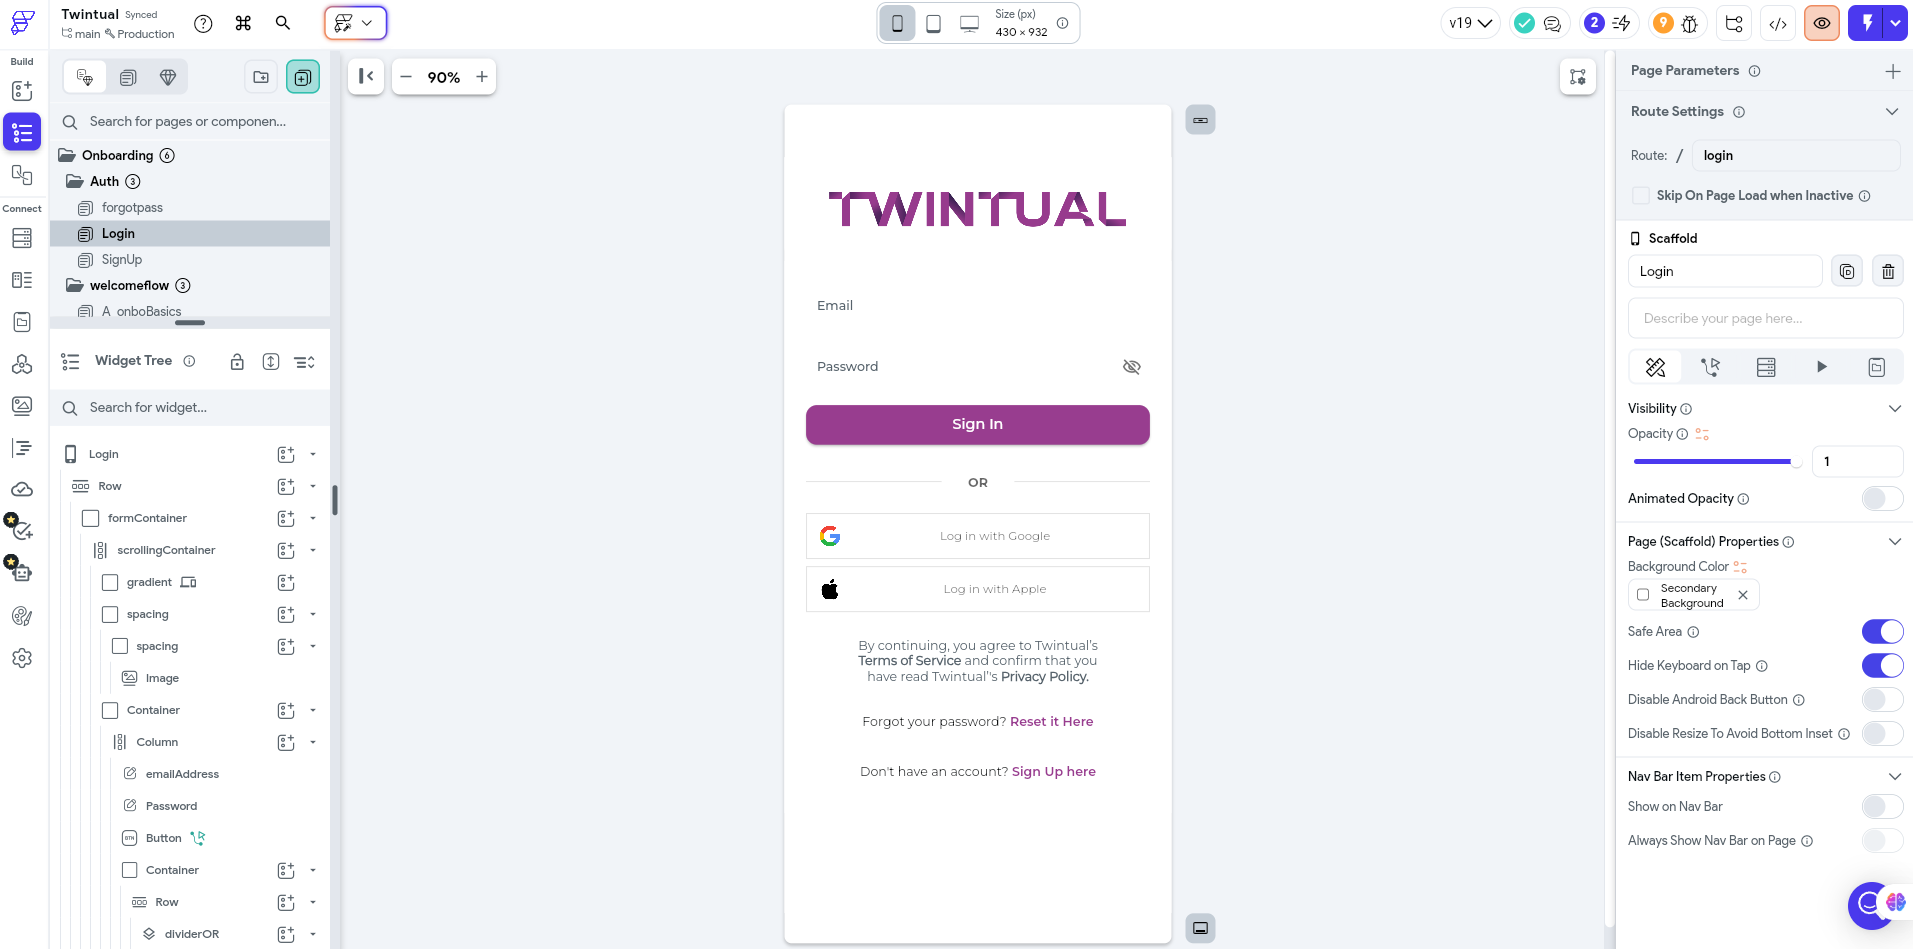 Twintual Synced
main Production
Size (px)
430 × 932
v19
2
9
Build
Connect
Search for pages or componen...
Onboarding 6
Auth 3
forgotpass
Login
SignUp
welcomeflow 3
A_onboBasics
Widget Tree
Search for widget...
Login
Row
formContainer
scrollingContainer
gradient
spacing
spacing
Image
Container
Column
emailAddress
Password
BTN Button
Container
Row
dividerOR
90%
TWINTUAL
Email
Password
Sign In
OR
Log in with Google
Log in with Apple
By continuing, you agree to Twintual's
Terms of Service and confirm that you
have read Twintual''s Privacy Policy.
Forgot your password? Reset it Here
Don't have an account? Sign Up here
Page Parameters
Route Settings
Route: / login
Skip On Page Load when Inactive
Scaffold
Login
Describe your page here...
Visibility
Opacity
1
Animated Opacity
Page (Scaffold) Properties
Background Color
Secondary
Background
Safe Area
Hide Keyboard on Tap
Disable Android Back Button
Disable Resize To Avoid Bottom Inset
Nav Bar Item Properties
Show on Nav Bar
Always Show Nav Bar on Page